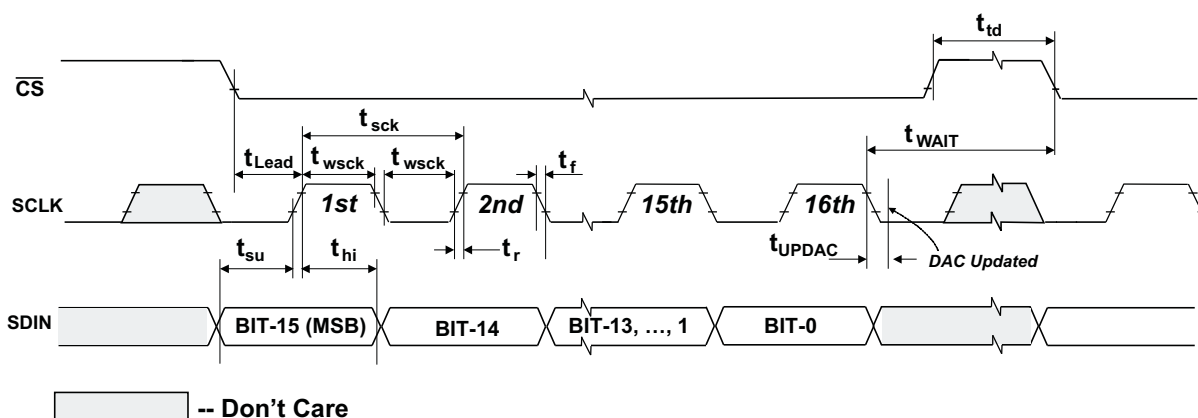 t_td
C̅S̅
t_sck
t_WAIT
t_Lead
t_wsck
t_wsck
t_f
SCLK
1st
2nd
15th
16th
t_su
t_hi
t_r
t_UPDAC
DAC Updated
SDIN
BIT-15 (MSB)
BIT-14
BIT-13, ..., 1
BIT-0
-- Don't Care